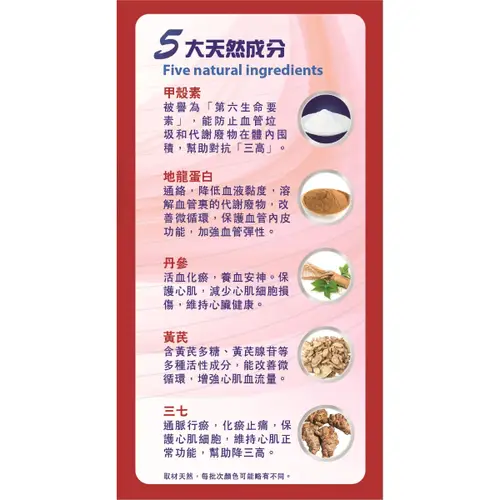 5大天然成分
Five natural ingredients
甲殼素
被譽為「第六生命要
素」，能防止血管垃
圾和代謝廢物在體內囤
積，幫助對抗「三高」。
地龍蛋白
通絡，降低血液黏度，溶
解血管裏的代謝廢物，改
善微循環，保護血管內皮
功能，加強血管彈性。
丹參
活血化瘀，養血安神。保
護心肌，減少心肌細胞損
傷，維持心臟健康。
黃芪
含黃芪多糖、黃芪腺苷等
多種活性成分，能改善微
循環，增強心肌血流量。
三七
通脈行瘀，化瘀止痛，保
護心肌細胞，維持心肌正
常功能，幫助降三高。
取材天然，每批次顏色可能略有不同。